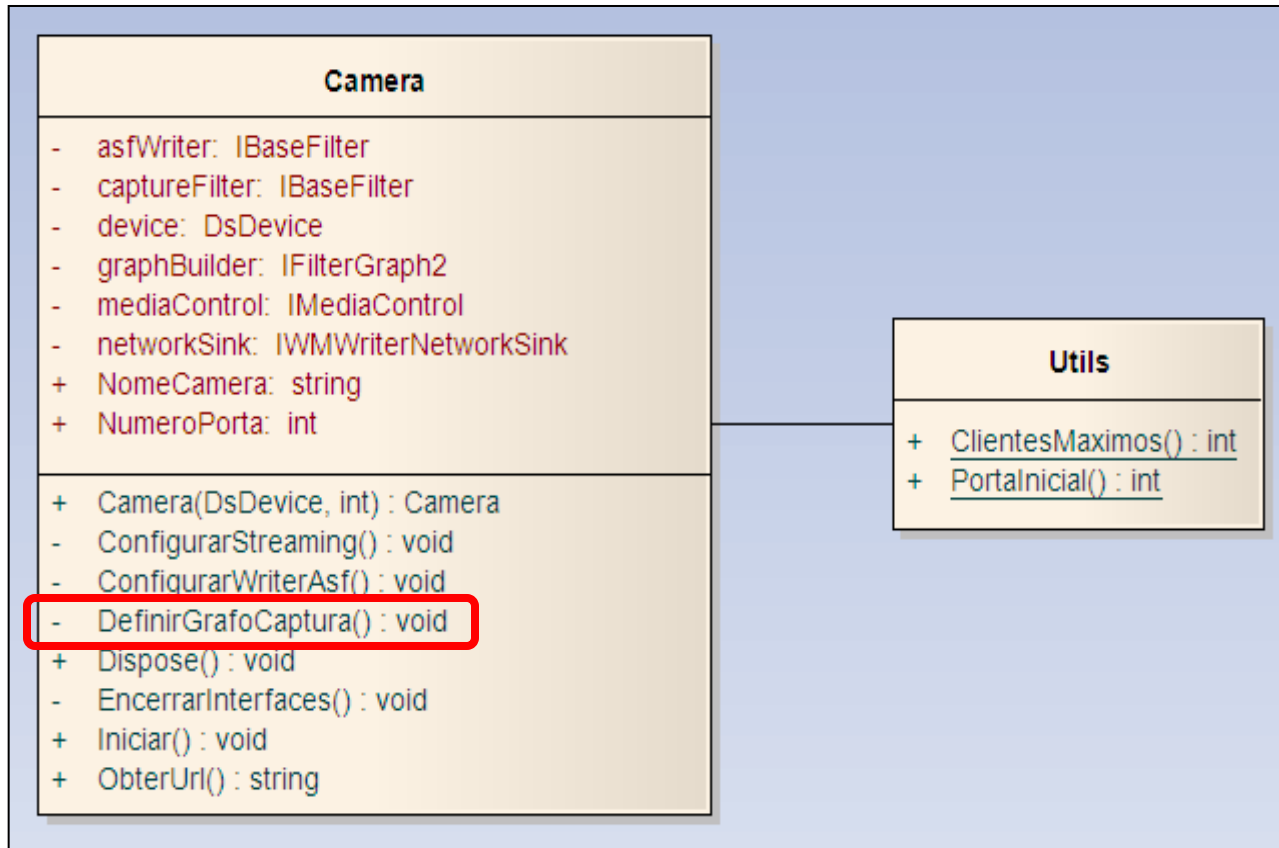 Camera
- asfWriter: IBaseFilter
- captureFilter: IBaseFilter
- device: DsDevice
- graphBuilder: IFilterGraph2
- mediaControl: IMediaControl
- networkSink: IWMWriterNetworkSink
+ NomeCamera: string
+ NumeroPorta: int
+ Camera(DsDevice, int) : Camera
- ConfigurarStreaming() : void
- ConfigurarWriterAsf() : void
- DefinirGrafoCaptura() : void
+ Dispose() : void
- EncerrarInterfaces() : void
+ Iniciar() : void
+ ObterUrl() : string
Utils
+ ClientesMaximos() : int
+ PortaInicial() : int